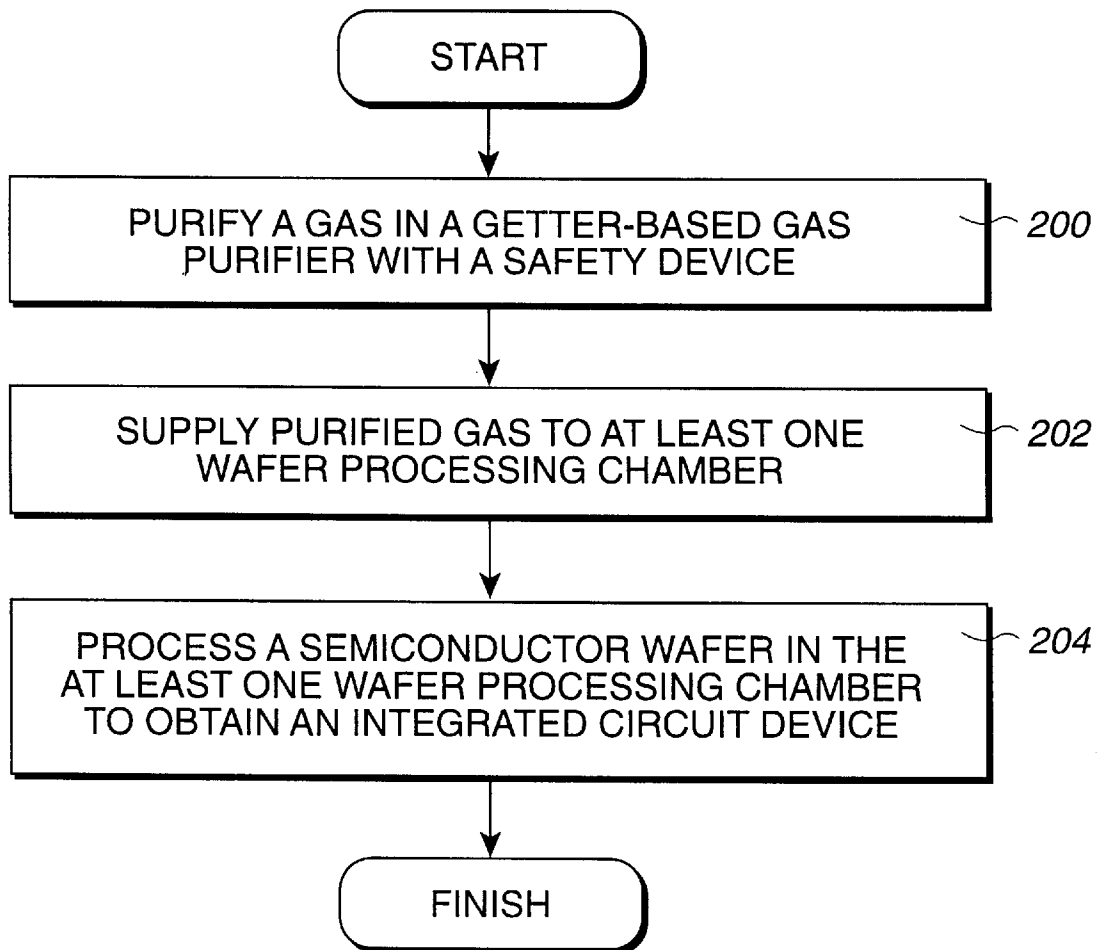 START
PURIFY A GAS IN A GETTER-BASED GAS
PURIFIER WITH A SAFETY DEVICE
200
SUPPLY PURIFIED GAS TO AT LEAST ONE
WAFER PROCESSING CHAMBER
202
PROCESS A SEMICONDUCTOR WAFER IN THE
AT LEAST ONE WAFER PROCESSING CHAMBER
TO OBTAIN AN INTEGRATED CIRCUIT DEVICE
204
FINISH